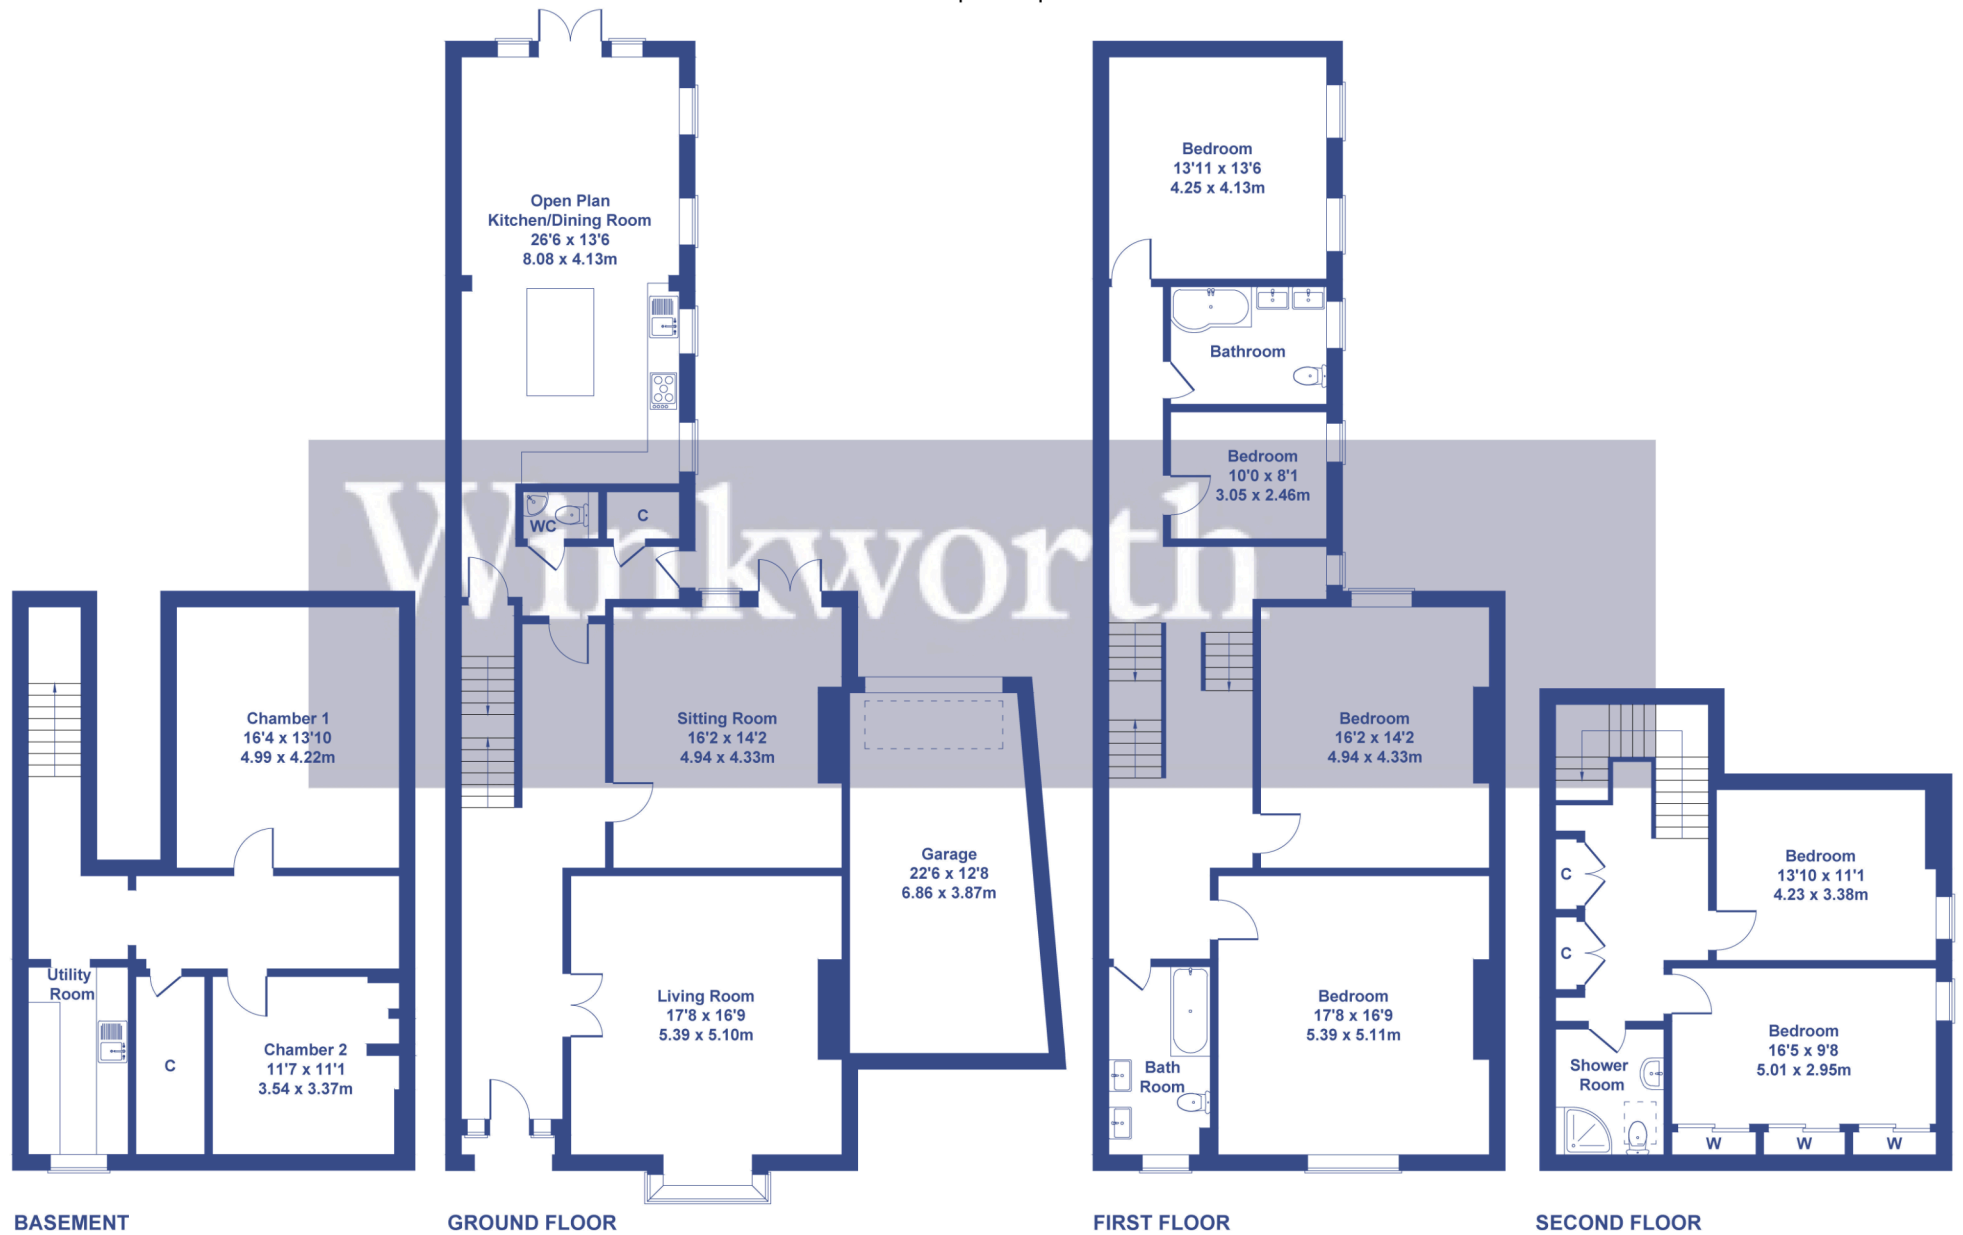 Open Plan
Kitchen/Dining Room
26'6 x 13'6
8.08 x 4.13m
Bedroom
13'11 x 13'6
4.25 x 4.13m
Bathroom
Bedroom
10'0 x 8'1
3.05 x 2.46m
WC
C
Winkworth
Chamber 1
16'4 x 13'10
4.99 x 4.22m
Sitting Room
16'2 x 14'2
4.94 x 4.33m
Garage
22'6 x 12'8
6.86 x 3.87m
Bedroom
16'2 x 14'2
4.94 x 4.33m
Bedroom
13'10 x 11'1
4.23 x 3.38m
C
C
Utility
Room
C
Chamber 2
11'7 x 11'1
3.54 x 3.37m
Living Room
17'8 x 16'9
5.39 x 5.10m
Bath
Room
Bedroom
17'8 x 16'9
5.39 x 5.11m
Shower
Room
Bedroom
16'5 x 9'8
5.01 x 2.95m
W
W
W
BASEMENT
GROUND FLOOR
FIRST FLOOR
SECOND FLOOR